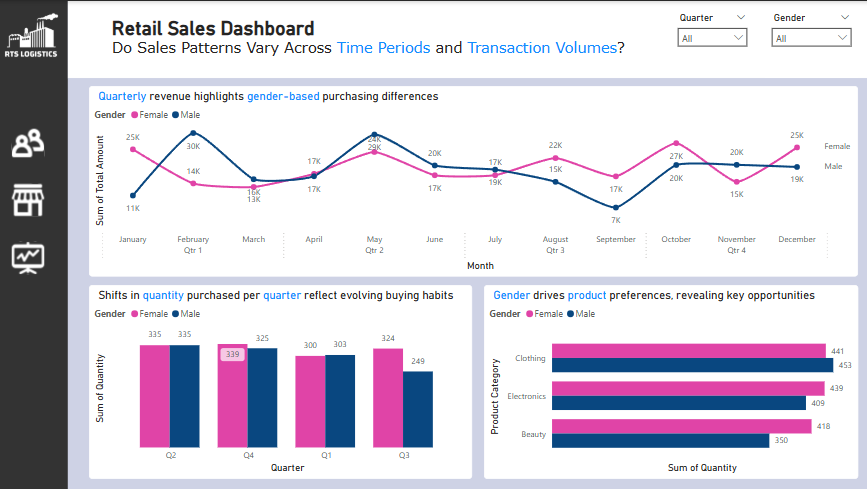 RTS LOGISTICS
Retail Sales Dashboard
Do Sales Patterns Vary Across Time Periods and Transaction Volumes?
Quarter
All
Gender
All
Quarterly revenue highlights gender-based purchasing differences
Gender Female Male
Sum of Total Amount
25K
11K
30K
14K
16K
13K
17K
17K
24K
29K
20K
17K
17K
19K
22K
15K
17K
7K
27K
20K
20K
15K
25K
19K
Female
Male
January February March April May June July August September October November December
Qtr 1 Qtr 2 Qtr 3 Qtr 4
Month
Shifts in quantity purchased per quarter reflect evolving buying habits
Gender Female Male
Sum of Quantity
335 335 339 325 300 303 324 249
Q2 Q4 Q1 Q3
Quarter
Gender drives product preferences, revealing key opportunities
Gender Female Male
Product Category
Clothing
441
453
Electronics
439
409
Beauty
418
350
Sum of Quantity